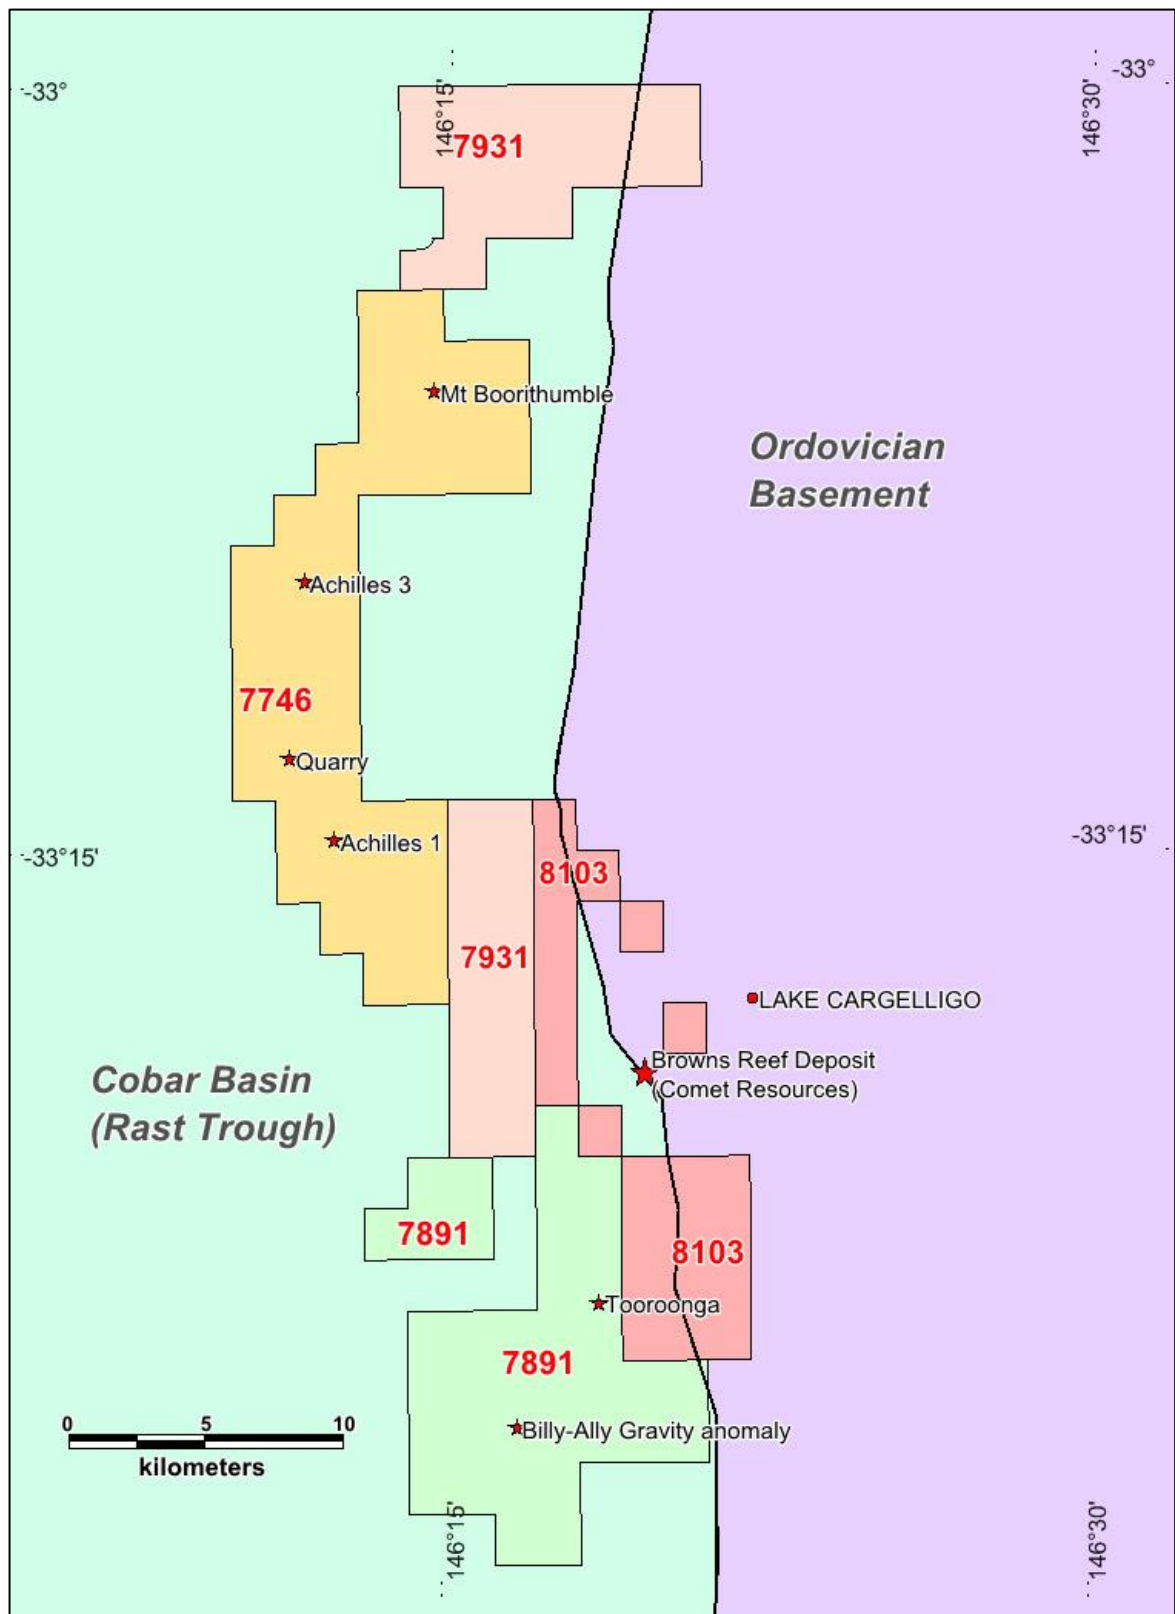 -33°
146°15'
146°30'
-33°
7931
Mt Boorithumble
Ordovician
Basement
Achilles 3
7746
Quarry
Achilles 1
-33°15'
-33°15'
8103
7931
LAKE CARGELLIGO
Browns Reef Deposit
(Comet Resources)
Cobar Basin
(Rast Trough)
7891
8103
Tooroonga
7891
Billy-Ally Gravity anomaly
0 5 10
kilometers
146°15'
146°30'